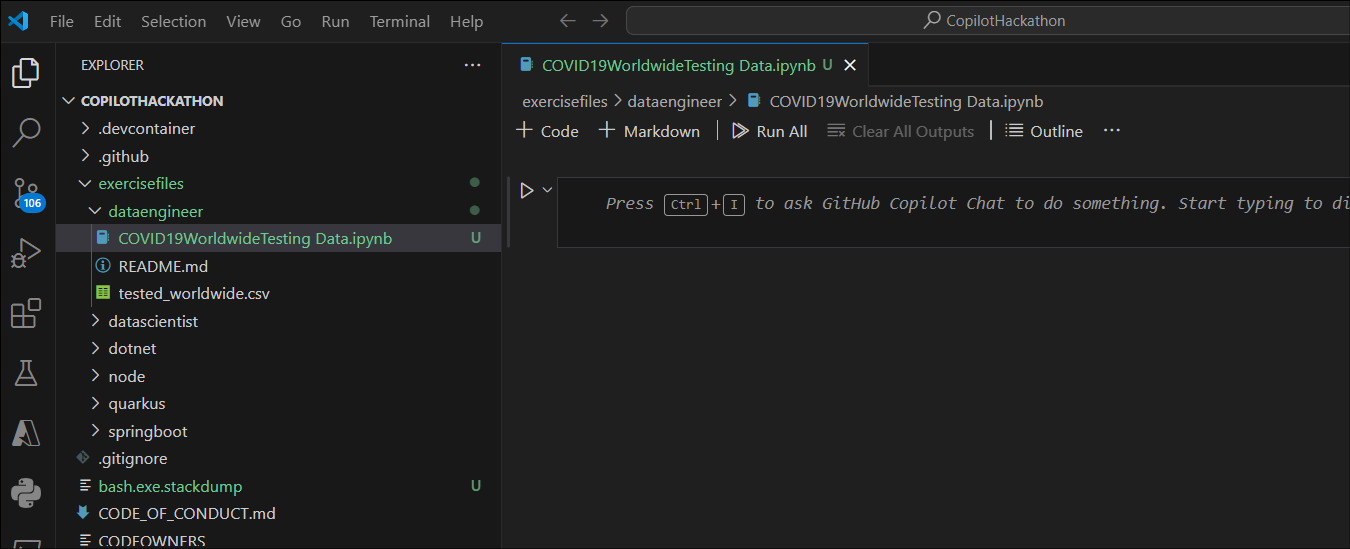 File Edit Selection View Go Run Terminal Help
CopilotHackathon
EXPLORER
COPILOTHACKATHON
.devcontainer
.github
exercisefiles
dataengineer
COVID19WorldwideTesting Data.ipynb U
README.md
tested_worldwide.csv
datascientist
dotnet
node
quarkus
springboot
.gitignore
bash.exe.stackdump U
CODE_OF_CONDUCT.md
CODEOWNERS
106
COVID19WorldwideTesting Data.ipynb U
exercisefiles > dataengineer > COVID19WorldwideTesting Data.ipynb
+ Code + Markdown | Run All Clear All Outputs | Outline ...
Press Ctrl+I to ask GitHub Copilot Chat to do something. Start typing to di